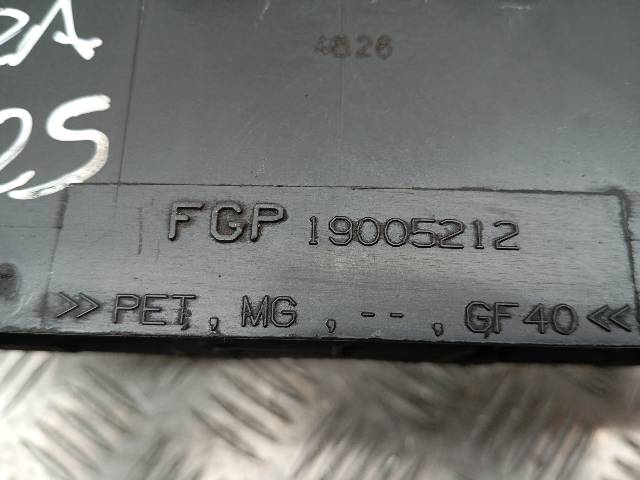 4826
FGP 19005212
>> PET, MG, --, GF40 <<